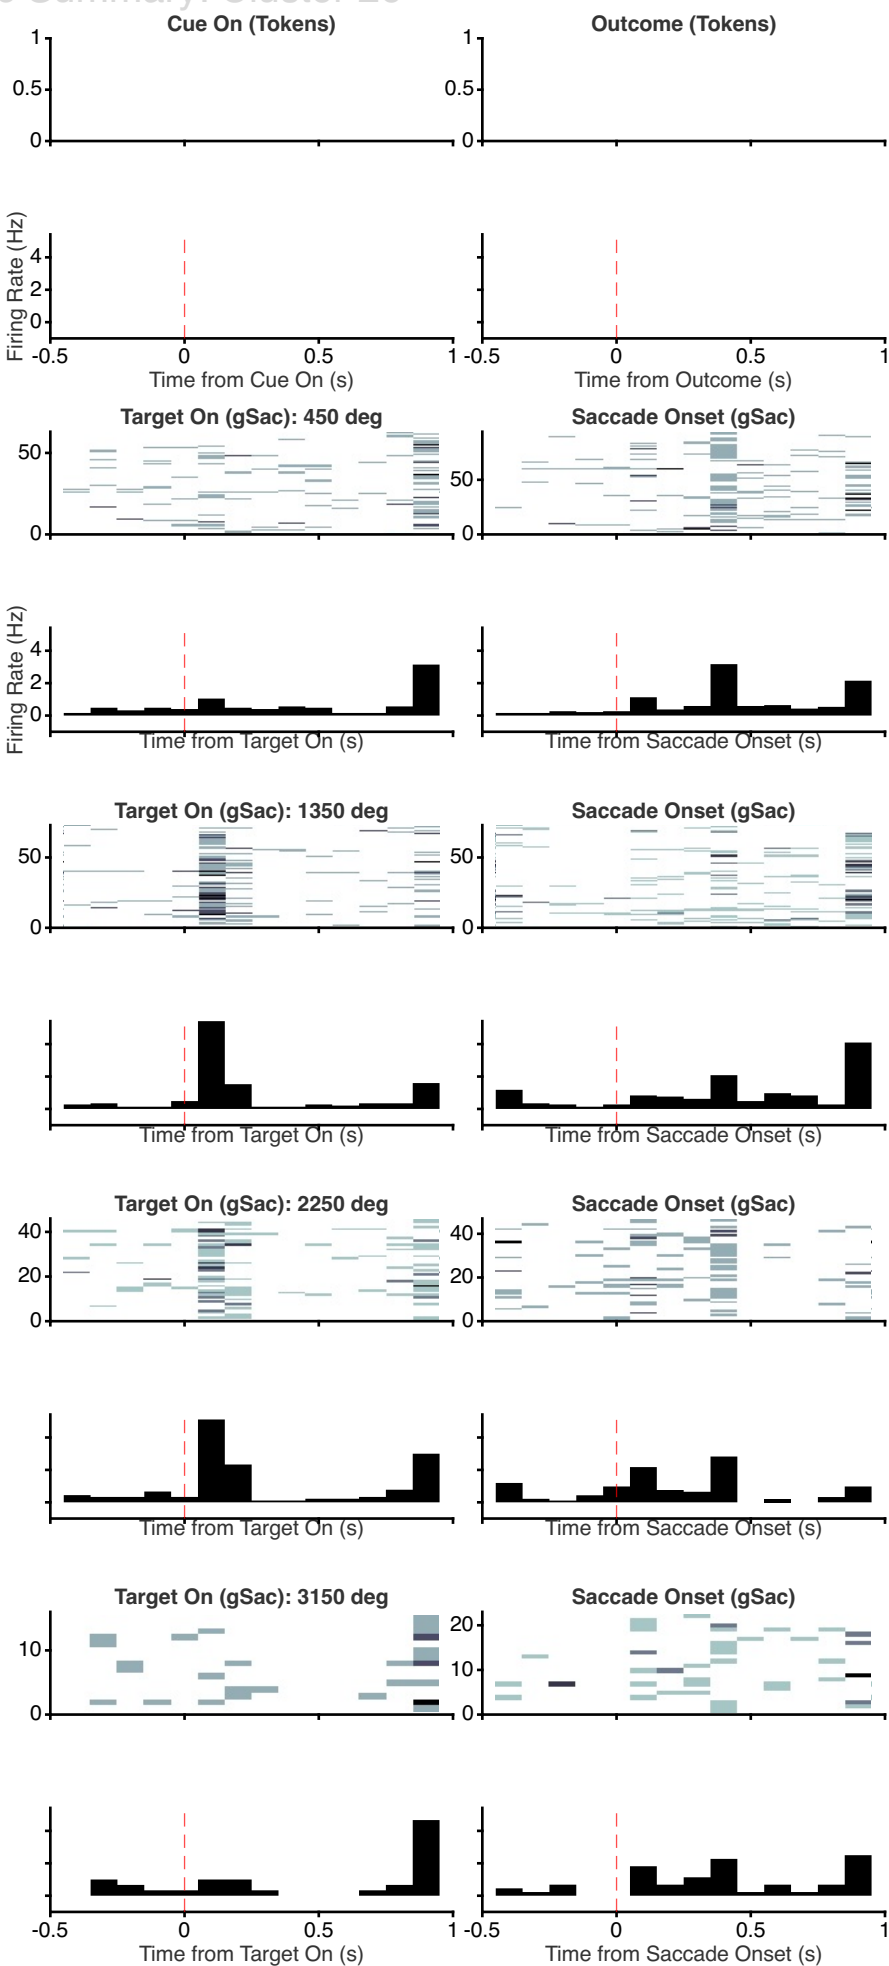 Summary: Cluster 20
Cue On (Tokens) Outcome (Tokens)
1 1
0.5 0.5
0 0
Firing Rate (Hz)
4
2
0
-0.5 0 0.5 1 -0.5 0 0.5 1
Time from Cue On (s) Time from Outcome (s)
Target On (gSac): 450 deg Saccade Onset (gSac)
50 50
0 0
Firing Rate (Hz)
4
2
0
Time from Target On (s) Time from Saccade Onset (s)
Target On (gSac): 1350 deg Saccade Onset (gSac)
50 50
0 0
Time from Target On (s) Time from Saccade Onset (s)
Target On (gSac): 2250 deg Saccade Onset (gSac)
40 40
20 20
0 0
Time from Target On (s) Time from Saccade Onset (s)
Target On (gSac): 3150 deg Saccade Onset (gSac)
10 20
10
0 0
-0.5 0 0.5 1 -0.5 0 0.5 1
Time from Target On (s) Time from Saccade Onset (s)